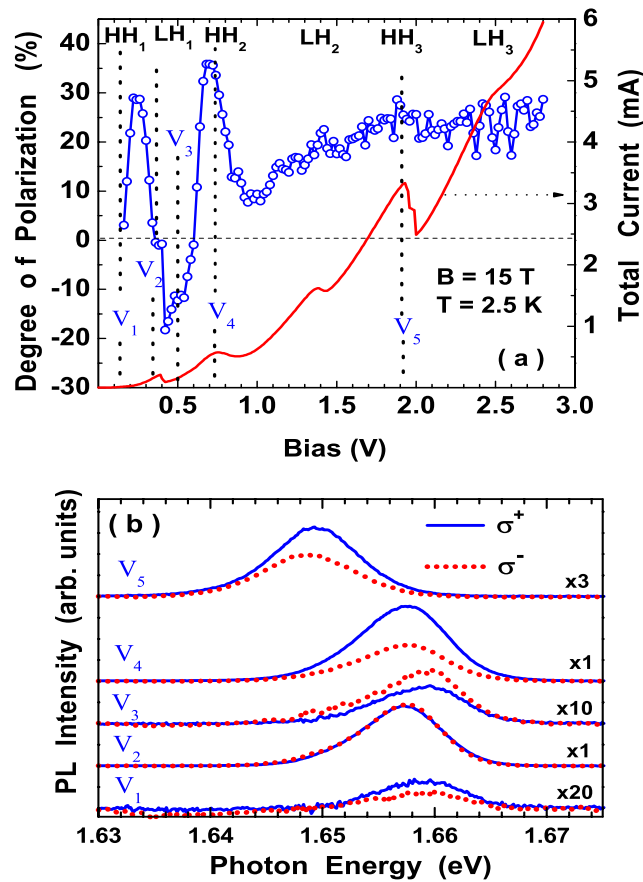 HH1 LH1 HH2 LH2 HH3 LH3
Degree of Polarization (%)
40
30
20
10
0
-10
-20
-30
V1
V2
V3
V4
V5
B = 15 T
T = 2.5 K
( a )
6
5
4
3
2
1
Total Current (mA)
0.5 1.0 1.5 2.0 2.5 3.0
Bias (V)
( b )
σ+
σ-
PL Intensity (arb. units)
V5 x3
V4 x1
V3 x10
V2 x1
V1 x20
1.63 1.64 1.65 1.66 1.67
Photon Energy (eV)